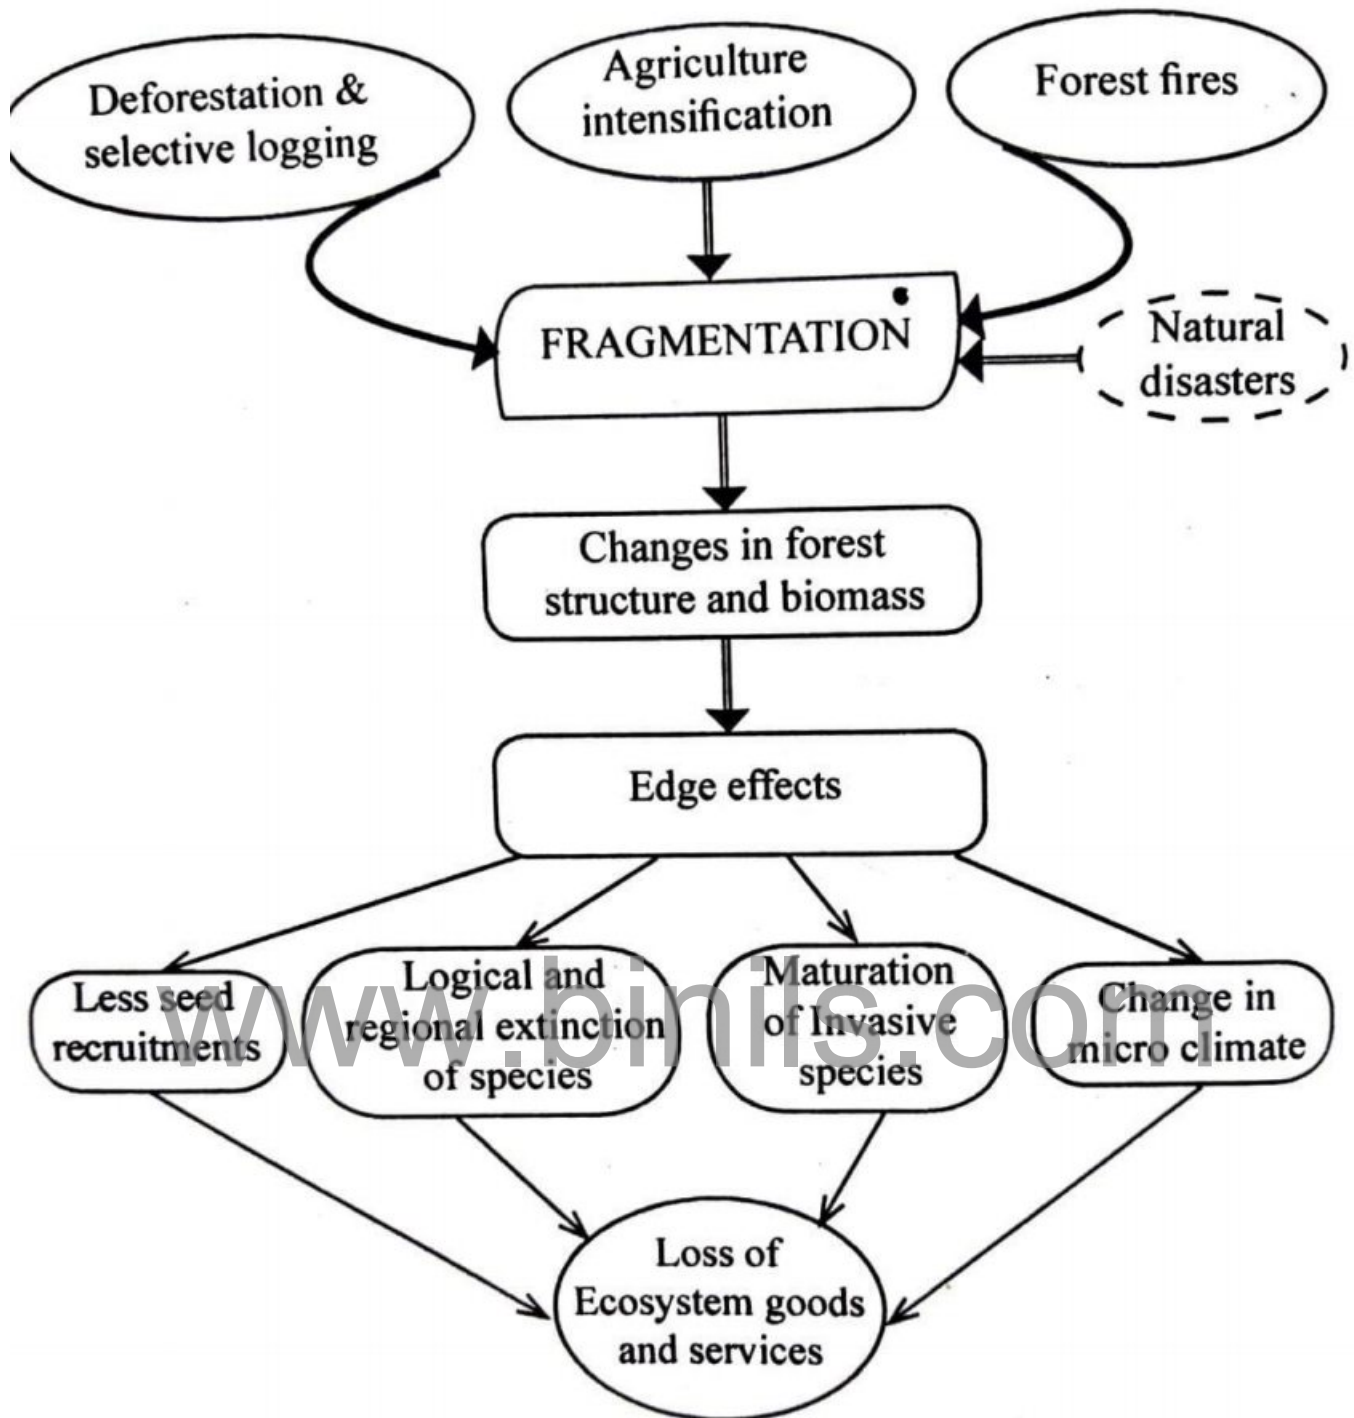 Deforestation &
selective logging
Agriculture
intensification
Forest fires
FRAGMENTATION
Natural
disasters
Changes in forest
structure and biomass
Edge effects
Less seed
recruitments
Logical and
regional extinction
of species
Maturation
of Invasive
species
Change in
micro climate
www.binils.com
Loss of
Ecosystem goods
and services